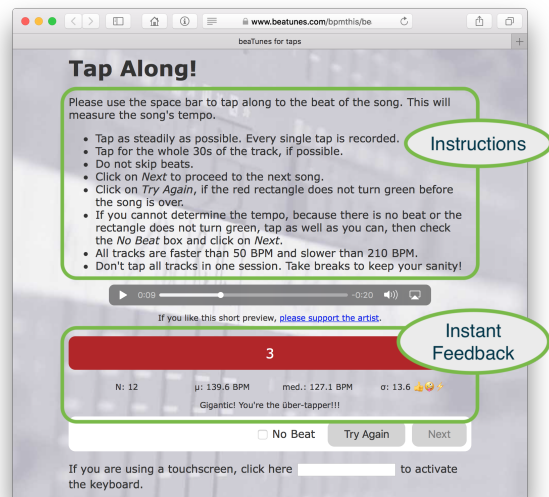 www.beatunes.com/bpmthis/be
beaTunes for taps
Tap Along!
Please use the space bar to tap along to the beat of the song. This will
measure the song's tempo.
• Tap as steadily as possible. Every single tap is recorded.
• Tap for the whole 30s of the track, if possible.
• Do not skip beats.
• Click on Next to proceed to the next song.
• Click on Try Again, if the red rectangle does not turn green before
the song is over.
• If you cannot determine the tempo, because there is no beat or the
rectangle does not turn green, tap as well as you can, then check
the No Beat box and click on Next.
• All tracks are faster than 50 BPM and slower than 210 BPM.
• Don't tap all tracks in one session. Take breaks to keep your sanity!
Instructions
0:09 -0:20
If you like this short preview, please support the artist.
Instant
Feedback
3
N: 12 μ: 139.6 BPM med.: 127.1 BPM σ: 13.6
Gigantic! You're the über-tapper!!!
No Beat Try Again Next
If you are using a touchscreen, click here to activate
the keyboard.